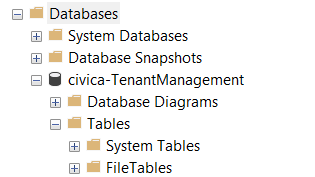 Databases
System Databases
Database Snapshots
civica-TenantManagement
Database Diagrams
Tables
System Tables
FileTables